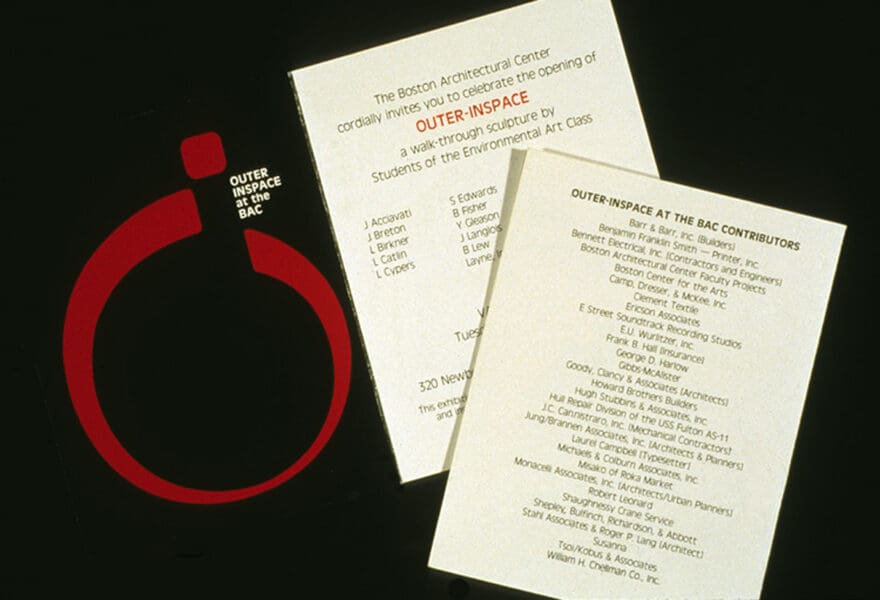 OUTER
INSPACE
at the
BAC
The Boston Architectural Center
cordially invites you to celebrate the opening of
OUTER-INSPACE
a walk-through sculpture by
Students of the Environmental Art Class
J Acciavati
J Breton
L Birkner
L Catlin
L Cypers
S Edwards
B Fisher
Y Gleason
J Langlois
B Lew
Layne,
320
OUTER-INSPACE AT THE BAC CONTRIBUTORS
Barr & Barr, Inc. (Builders)
Benjamin Franklin Smith — Printer, Inc.
Bennett Electrical, Inc. (Contractors and Engineers)
Boston Architectural Center Faculty Projects
Boston Center for the Arts
Camp, Dresser, & McKee, Inc.
Clement Textile
Ericson Associates
E Street Soundtrack Recording Studios
E.U. Wurlitzer, Inc.
Frank B. Hall (Insurance)
George D. Harlow
Gibbs-McAlister
Goody, Clancy & Associates (Architects)
Howard Brothers Builders
Hugh Stubbins & Associates, Inc.
Hull Repair Division of the USS Fulton AS-11
J.C. Cannistraro, Inc. (Mechanical Contractors)
Jung/Brannen Associates, Inc. (Architects & Planners)
Laurel Campbell (Typesetter)
Michaels & Colburn Associates, Inc.
Misako of Roka Market
Monacelli Associates, Inc. (Architects/Urban Planners)
Robert Leonard
Shaughnessy Crane Service
Shepley, Bulfinch, Richardson, & Abbott
Stahl Associates & Roger P. Lang (Architect)
Susanna
Tsoi/Kobus & Associates
William H. Chellman Co., Inc.